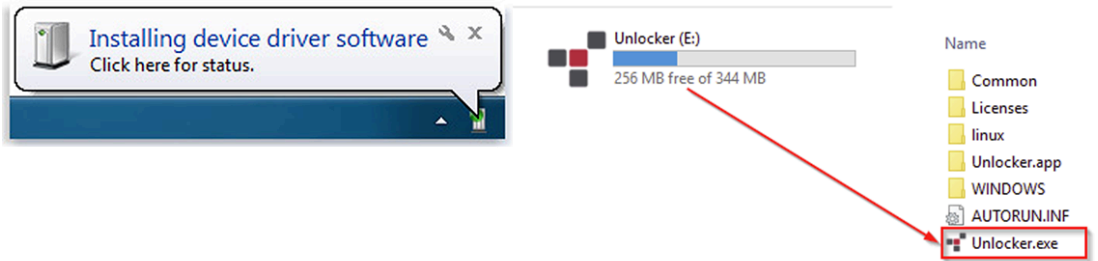 Installing device driver software
Click here for status.
Unlocker (E:)
256 MB free of 344 MB
Name
Common
Licenses
linux
Unlocker.app
WINDOWS
AUTORUN.INF
Unlocker.exe